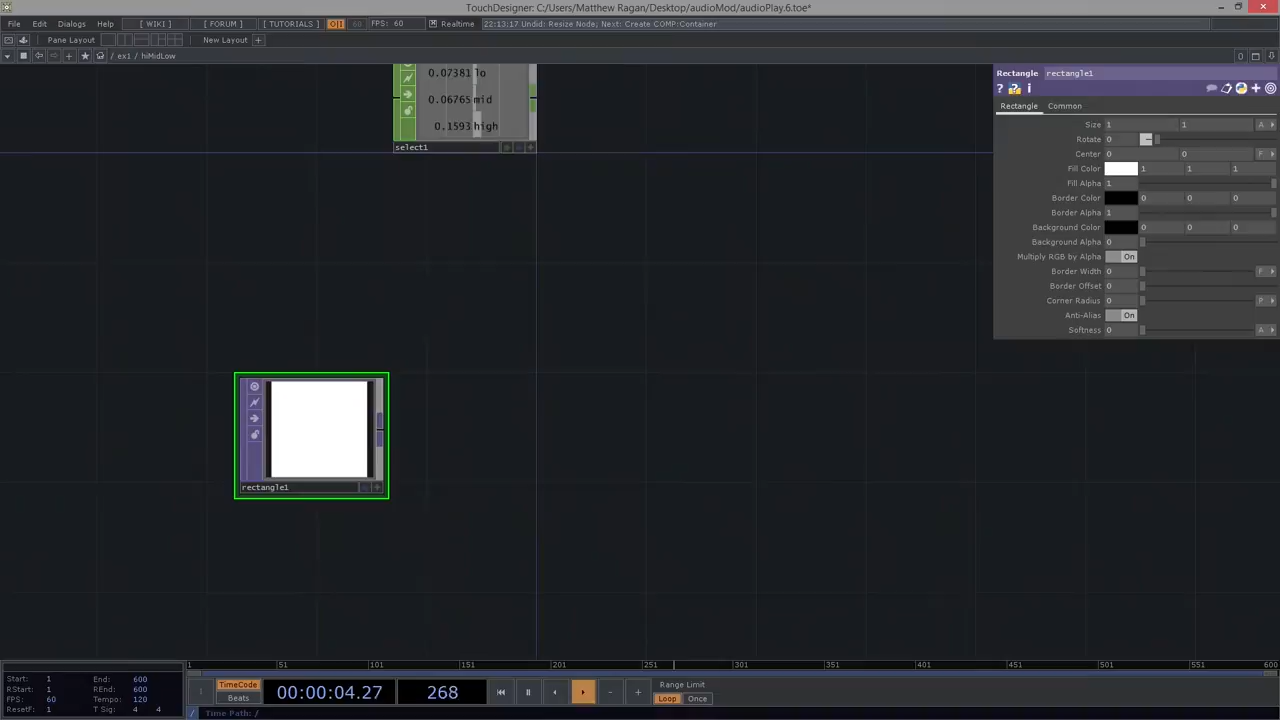 TouchDesigner: C:/Users/Matthew Ragan/Desktop/audioMod/audioPlay.6.toe*
File Edit Dialogs Help [ WIKI ] [ FORUM ] [ TUTORIALS ] O|1 60 FPS: 60 Realtime 22:13:17 Undid: Resize Node; Next: Create COMP:Container
Pane Layout New Layout +
/ ex1 / hiMidLow 0
Rectangle rectangle1
0.07381 lo
? i
0.06765 mid
Rectangle Common
0.1593 high
Size 1 1 A
Rotate 0
select1
Center 0 0 F
Fill Color 1 1 1
Fill Alpha 1
Border Color 0 0 0
Border Alpha 1
Background Color 0 0 0
Background Alpha 0
Multiply RGB by Alpha On
Border Width 0 F
Border Offset 0
Corner Radius 0 P
Anti-Alias On
Softness 0 A
rectangle1
1 51 101 151 201 251 301 351 401 451 501 551 600
Start: 1 End: 600
RStart: 1 REnd: 600
FPS: 60 Tempo: 120
ResetF: 1 T Sig: 4 4
TimeCode
Beats
00:00:04.27 268
Range Limit
Loop Once
/ Time Path: /